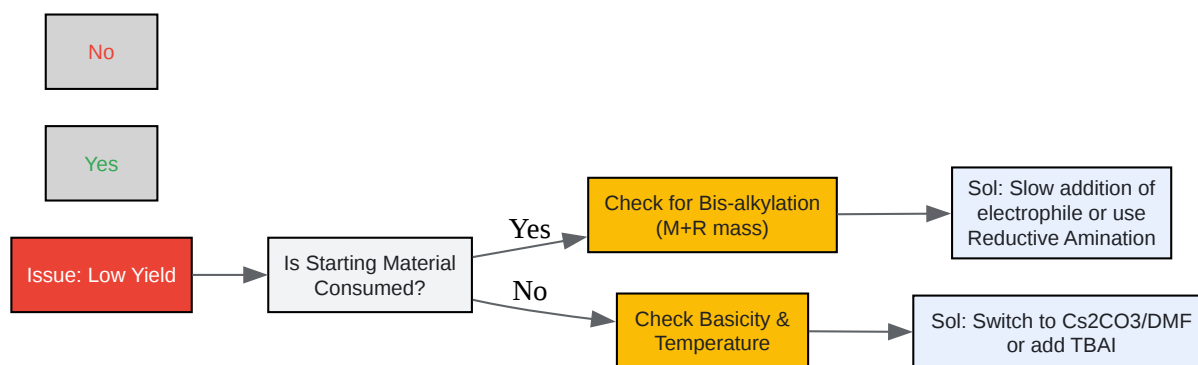 No
Yes
Issue: Low Yield
Is Starting Material
Consumed?
Yes
No
Check for Bis-alkylation
(M+R mass)
Check Basicity &
Temperature
Sol: Slow addition of
electrophile or use
Reductive Amination
Sol: Switch to Cs2CO3/DMF
or add TBAI